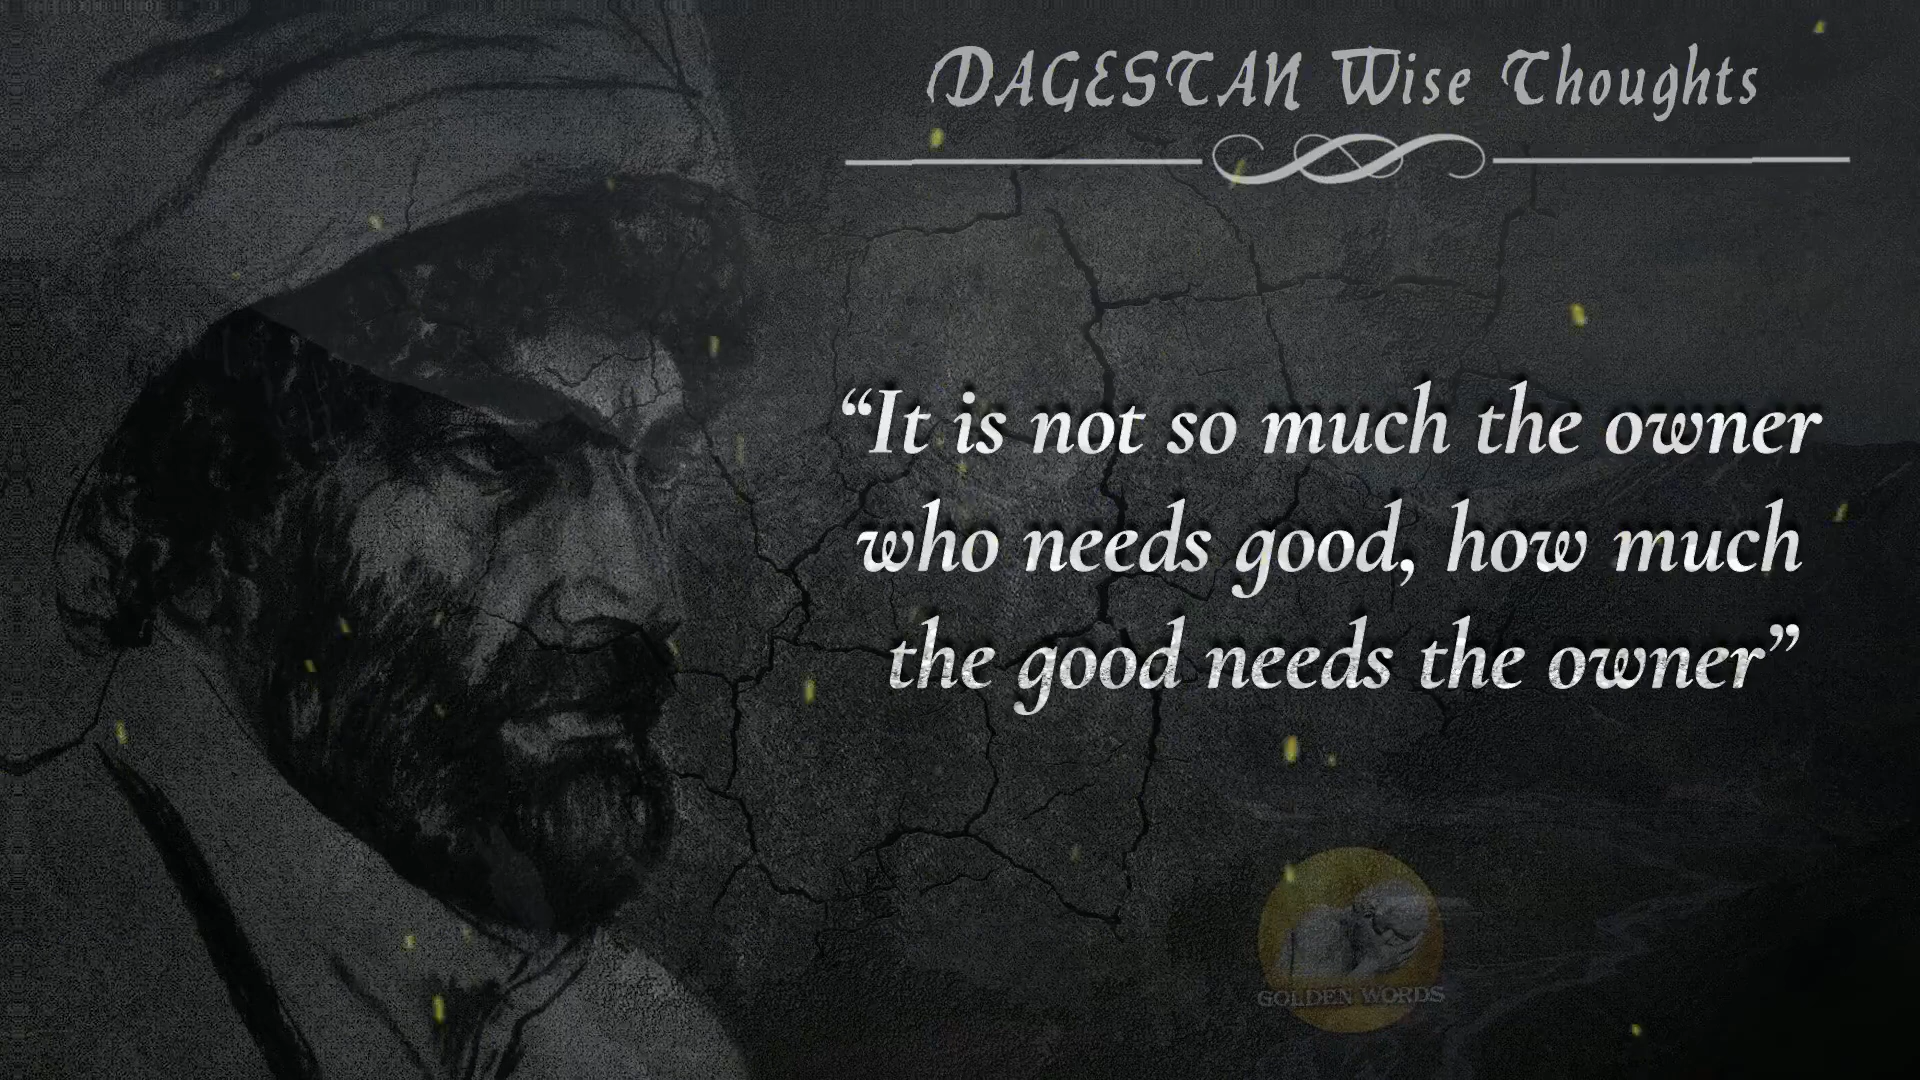 DAGESTAN Wise Thoughts
“It is not so much the owner
who needs good, how much
the good needs the owner”
GOLDEN WORDS